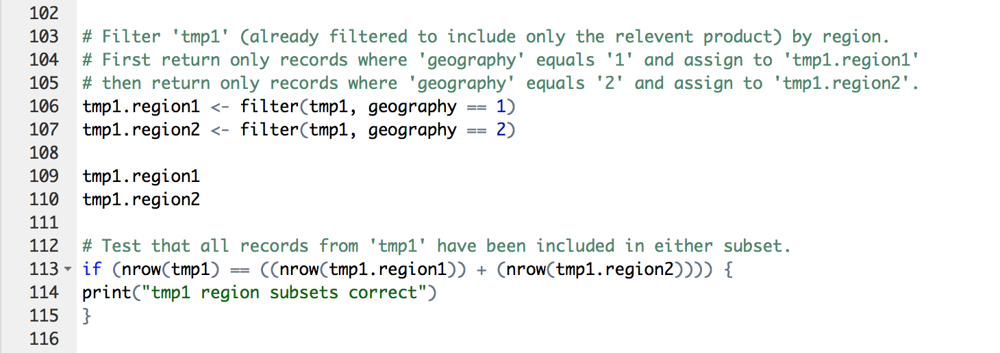 102
103 # Filter 'tmp1' (already filtered to include only the relevent product) by region.
104 # First return only records where 'geography' equals '1' and assign to 'tmp1.region1'
105 # then return only records where 'geography' equals '2' and assign to 'tmp1.region2'.
106 tmp1.region1 <- filter(tmp1, geography == 1)
107 tmp1.region2 <- filter(tmp1, geography == 2)
108
109 tmp1.region1
110 tmp1.region2
111
112 # Test that all records from 'tmp1' have been included in either subset.
113 if (nrow(tmp1) == ((nrow(tmp1.region1)) + (nrow(tmp1.region2)))) {
114 print("tmp1 region subsets correct")
115 }
116